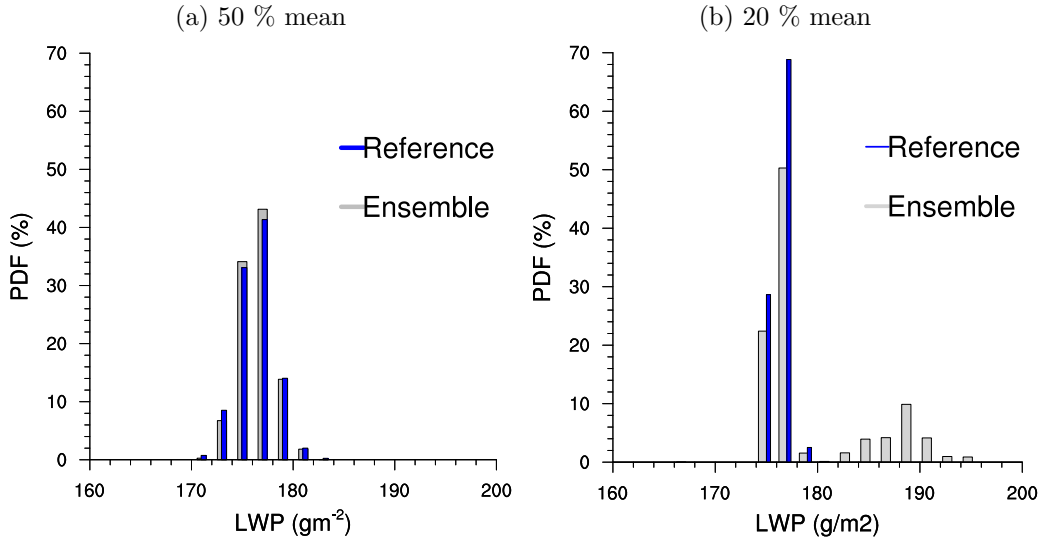 (a) 50 % mean
70
60
50
40
30
20
10
0
PDF (%)
Reference
Ensemble
160
170
180
190
200
LWP (gm⁻²)
(b) 20 % mean
70
60
50
40
30
20
10
0
PDF (%)
Reference
Ensemble
160
170
180
190
200
LWP (g/m2)